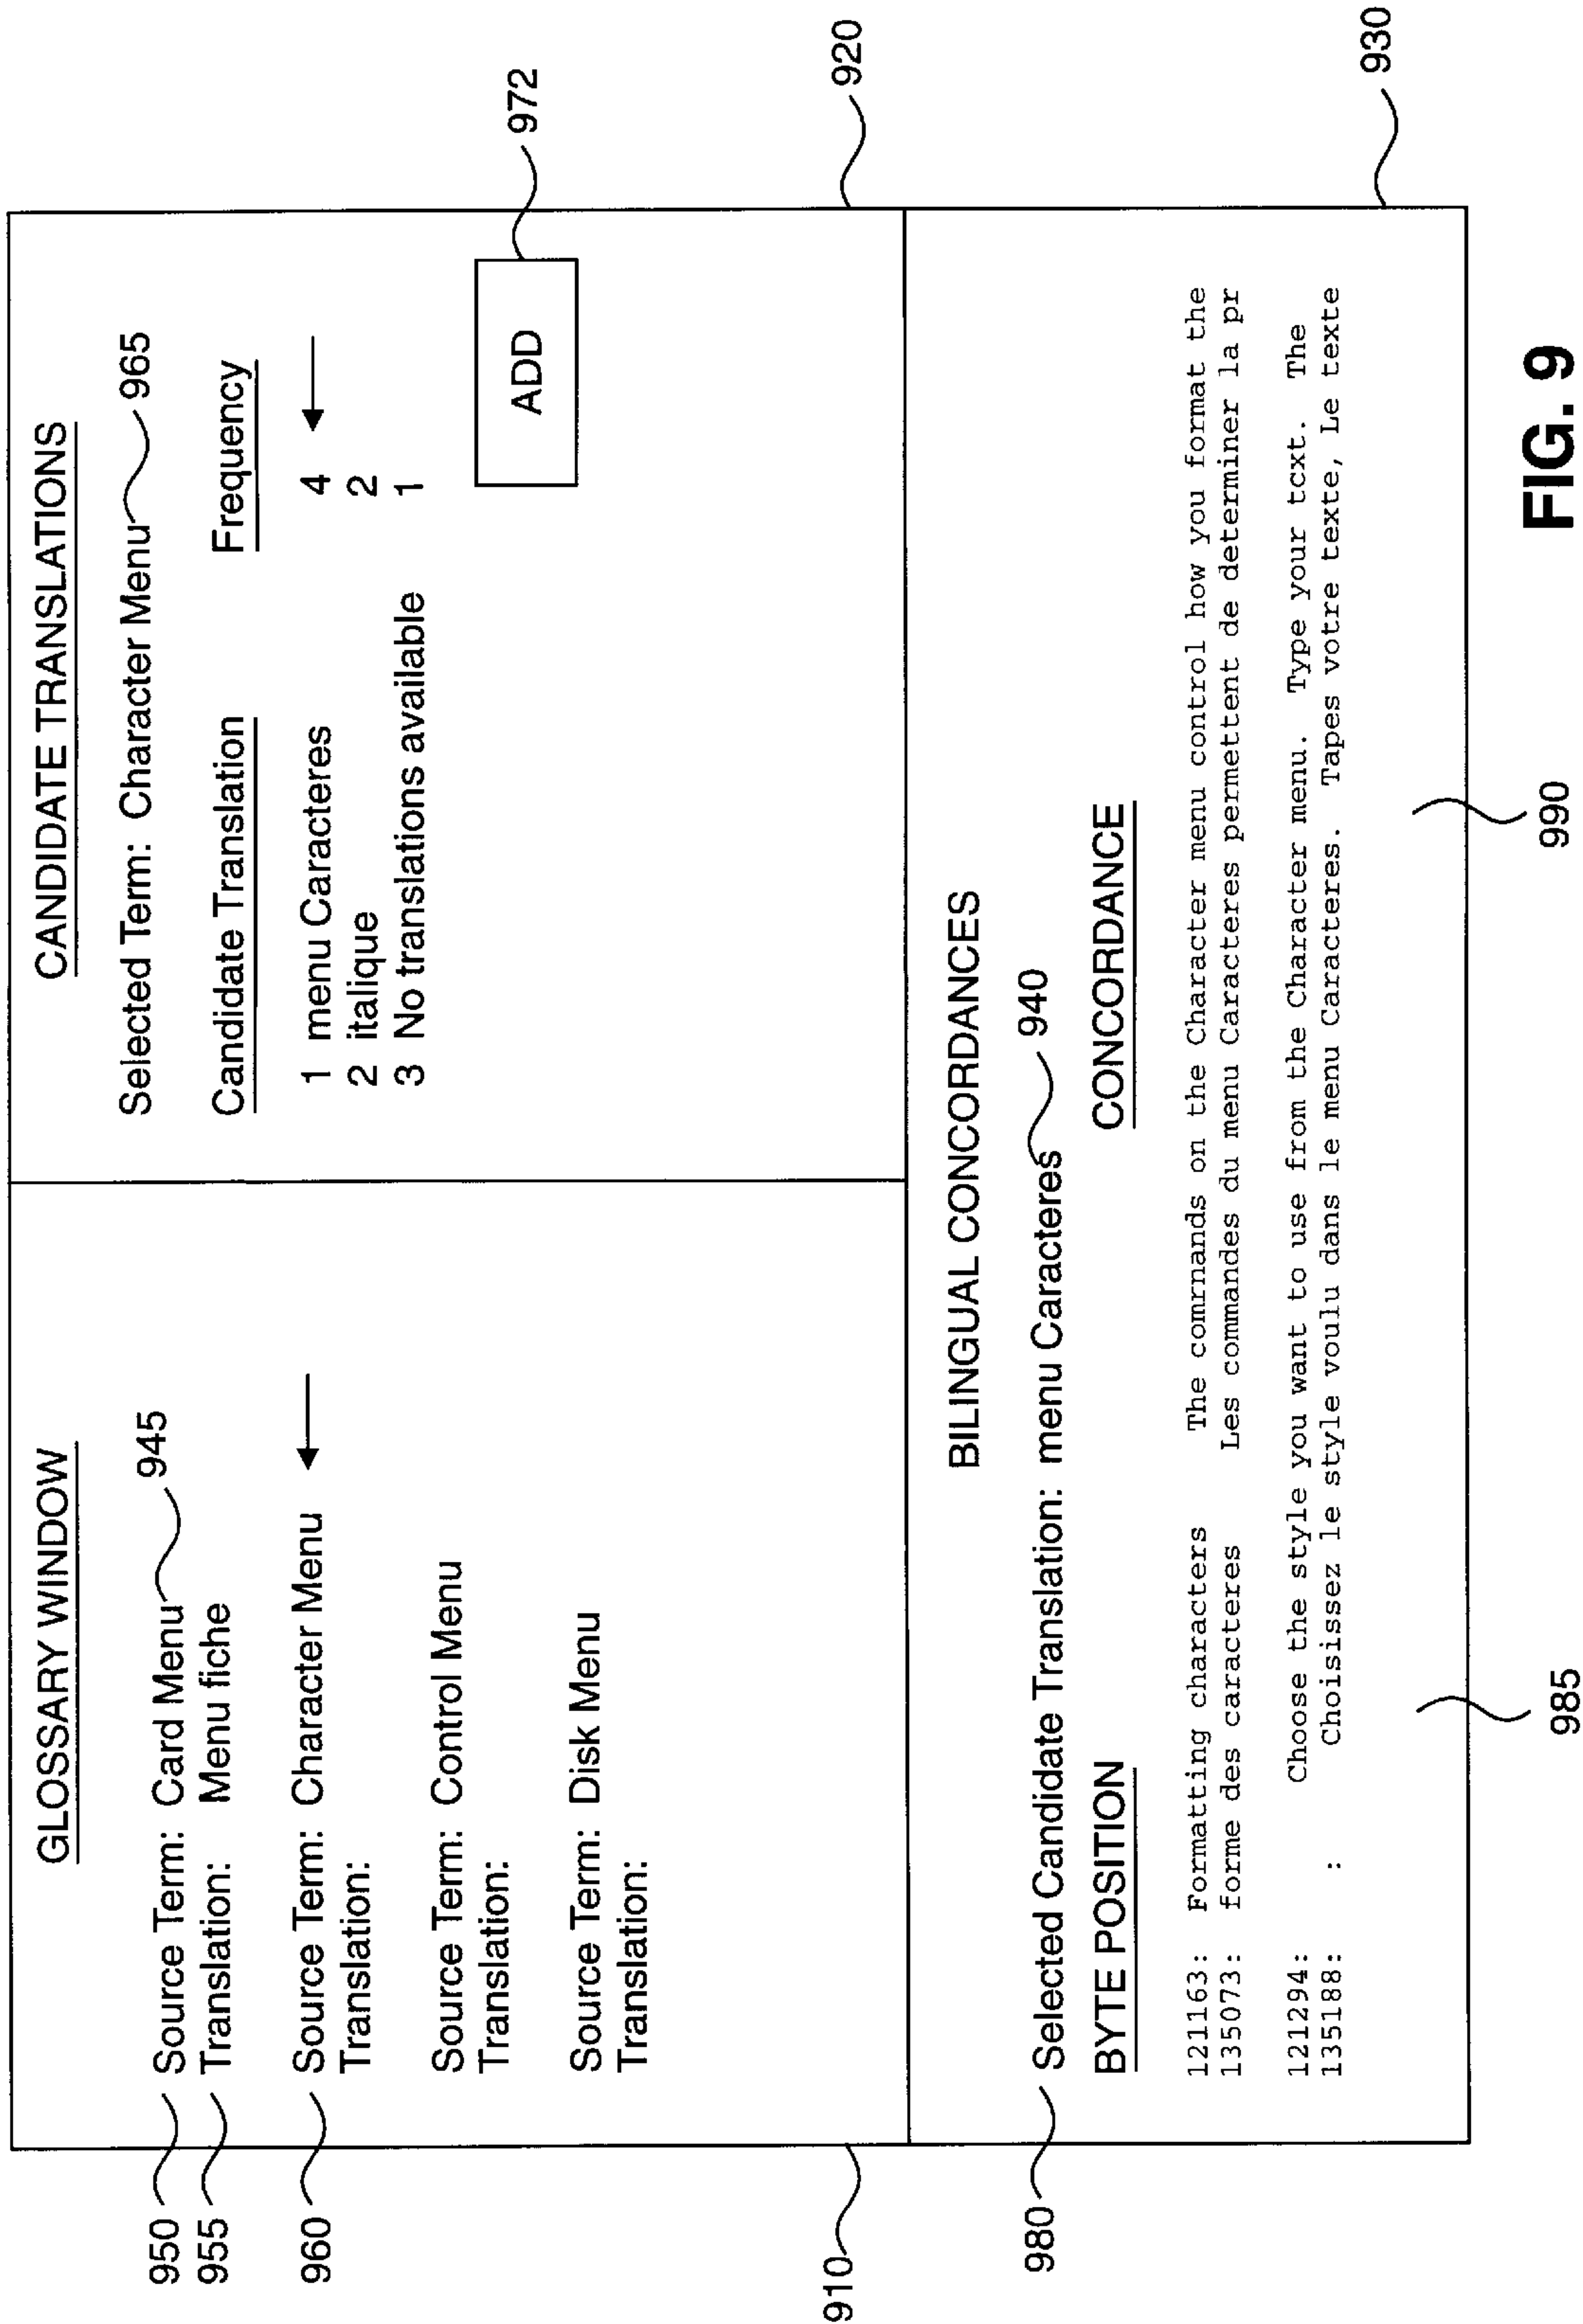 GLOSSARY WINDOW
950 Source Term: Card Menu 945
955 Translation: Menu fiche
960 Source Term: Character Menu
Translation:
Source Term: Control Menu
Translation:
Source Term: Disk Menu
Translation:
910
CANDIDATE TRANSLATIONS
Selected Term: Character Menu 965
Candidate Translation Frequency
1 menu Caracteres 4
2 italique 2
3 No translations available 1
ADD
972
920
BILINGUAL CONCORDANCES
980 Selected Candidate Translation: menu Caracteres 940
BYTE POSITION CONCORDANCE
121163: Formatting characters The comrnands on the Character menu control how you format the
135073: forme des caracteres Les commandes du menu Caracteres permettent de determiner la pr
121294: Choose the style you want to use from the Character menu. Type your tcxt. The
135188: : Choisissez le style voulu dans le menu Caracteres. Tapes votre texte, Le texte
930
985
990
FIG. 9